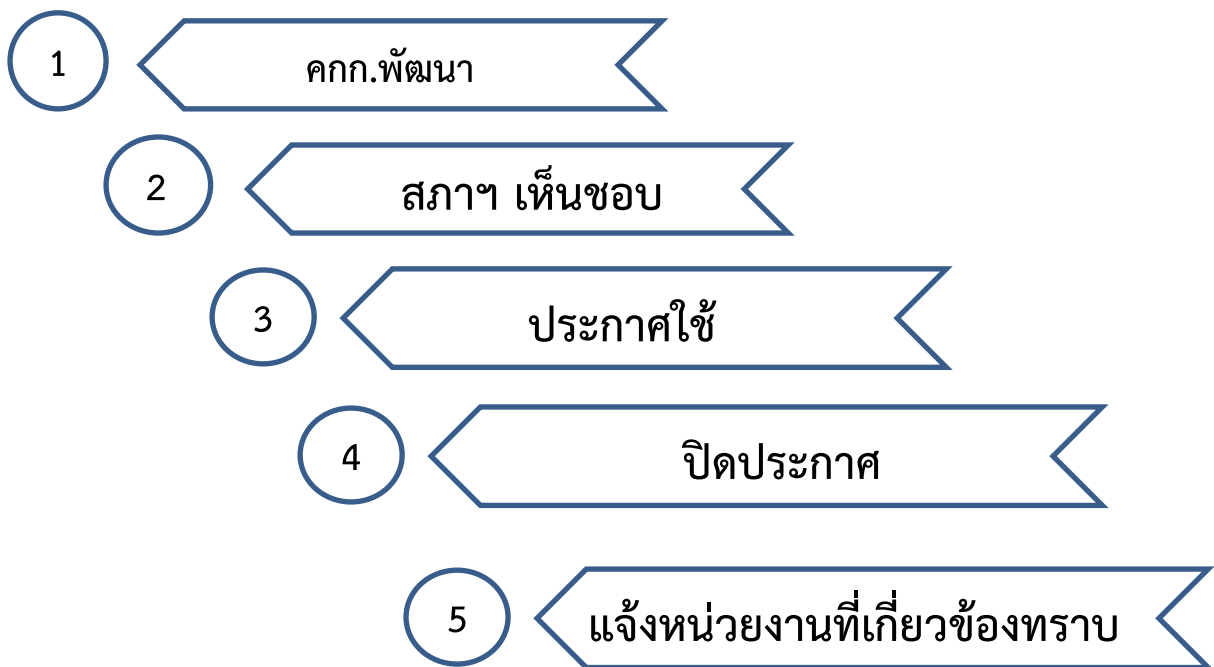 1
คกก.พัฒนา
2
สภาฯ เห็นชอบ
3
ประกาศใช้
4
ปิดประกาศ
5
แจ้งหน่วยงานที่เกี่ยวข้องทราบ